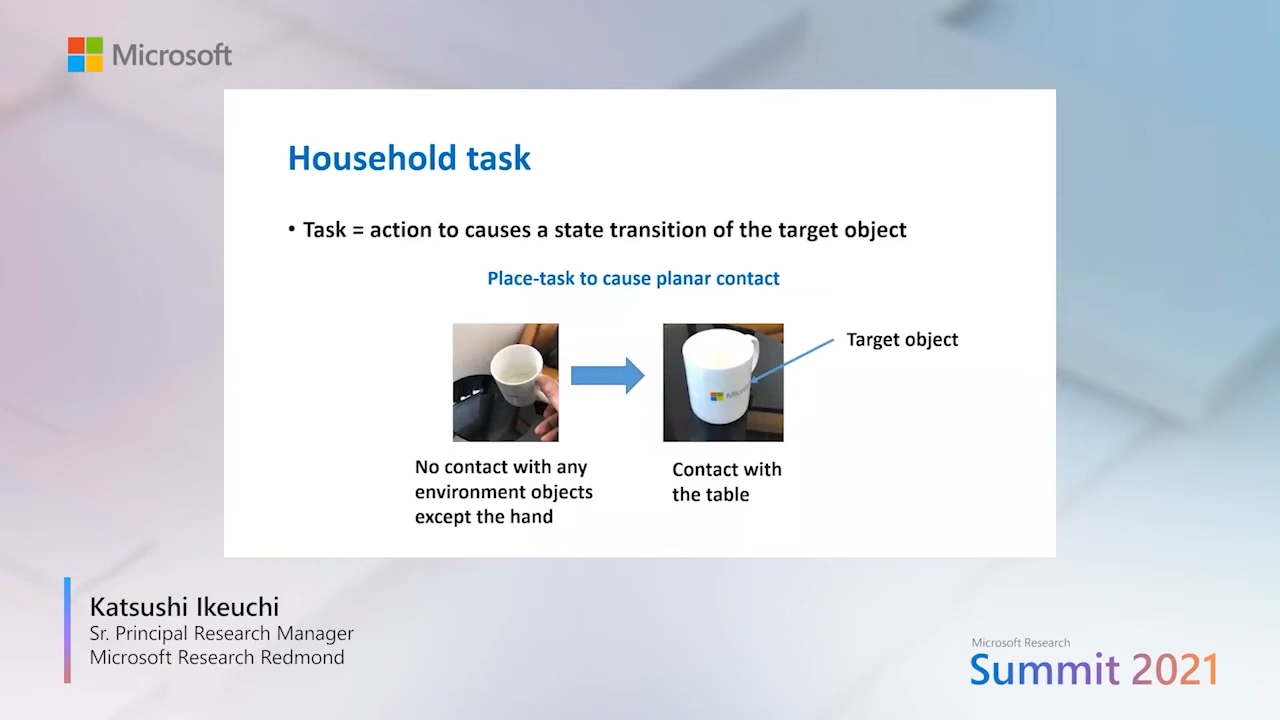 Microsoft
Household task
• Task = action to causes a state transition of the target object
Place-task to cause planar contact
Target object
No contact with any
environment objects
except the hand
Contact with
the table
Katsushi Ikeuchi
Sr. Principal Research Manager
Microsoft Research Redmond
Microsoft Research
Summit 2021